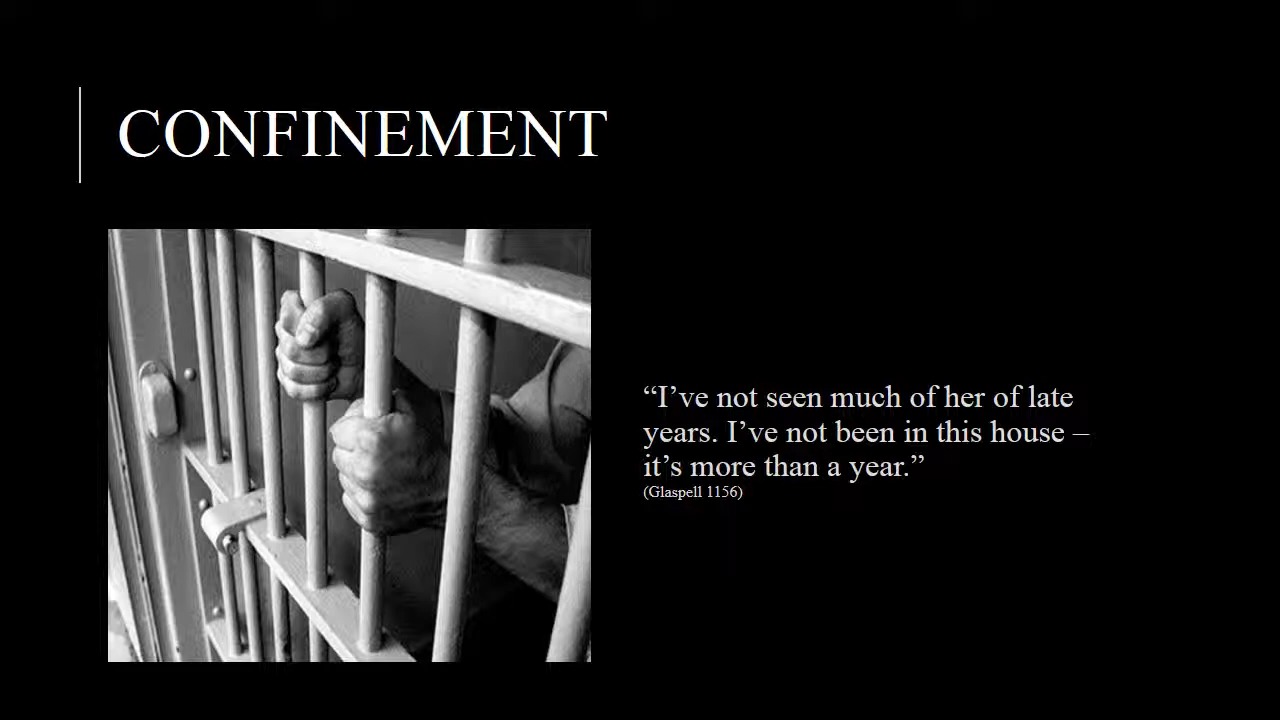 CONFINEMENT
“I’ve not seen much of her of late
years. I’ve not been in this house –
it’s more than a year.”
(Glaspell 1156)